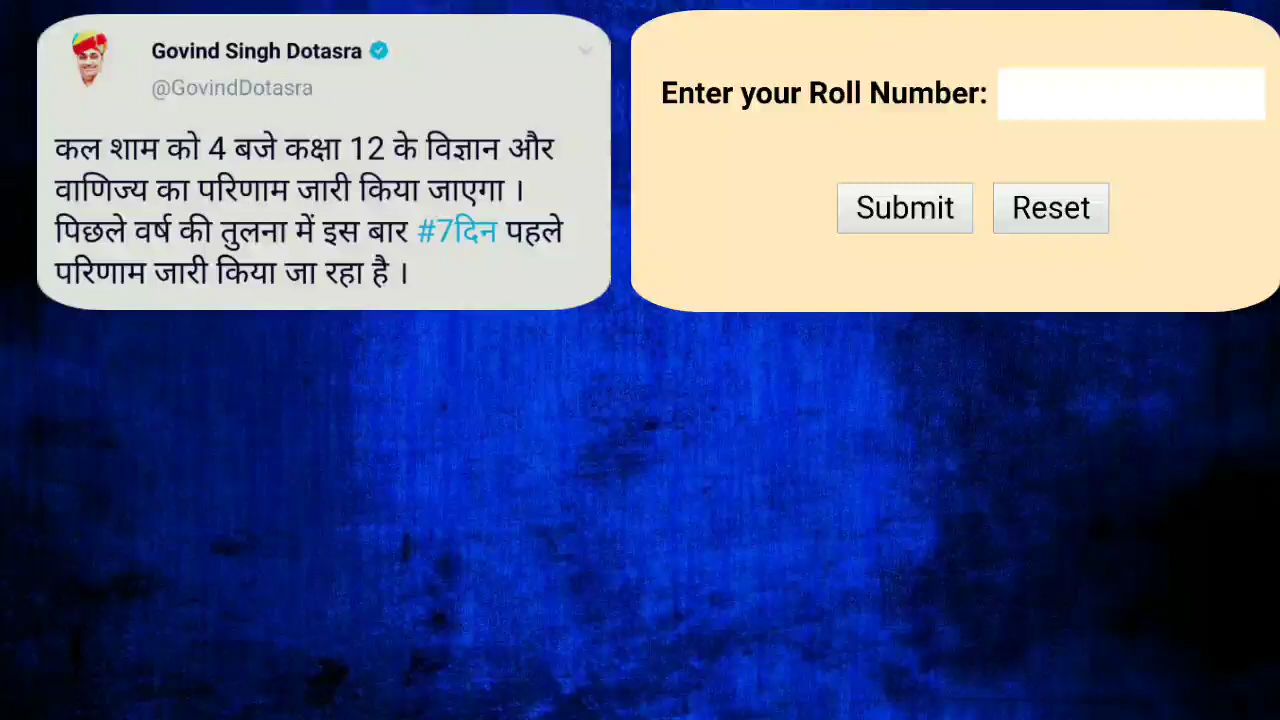 Govind Singh Dotasra
@GovindDotasra
कल शाम को 4 बजे कक्षा 12 के विज्ञान और
वाणिज्य का परिणाम जारी किया जाएगा ।
पिछले वर्ष की तुलना में इस बार #7दिन पहले
परिणाम जारी किया जा रहा है ।
Enter your Roll Number:
Submit Reset